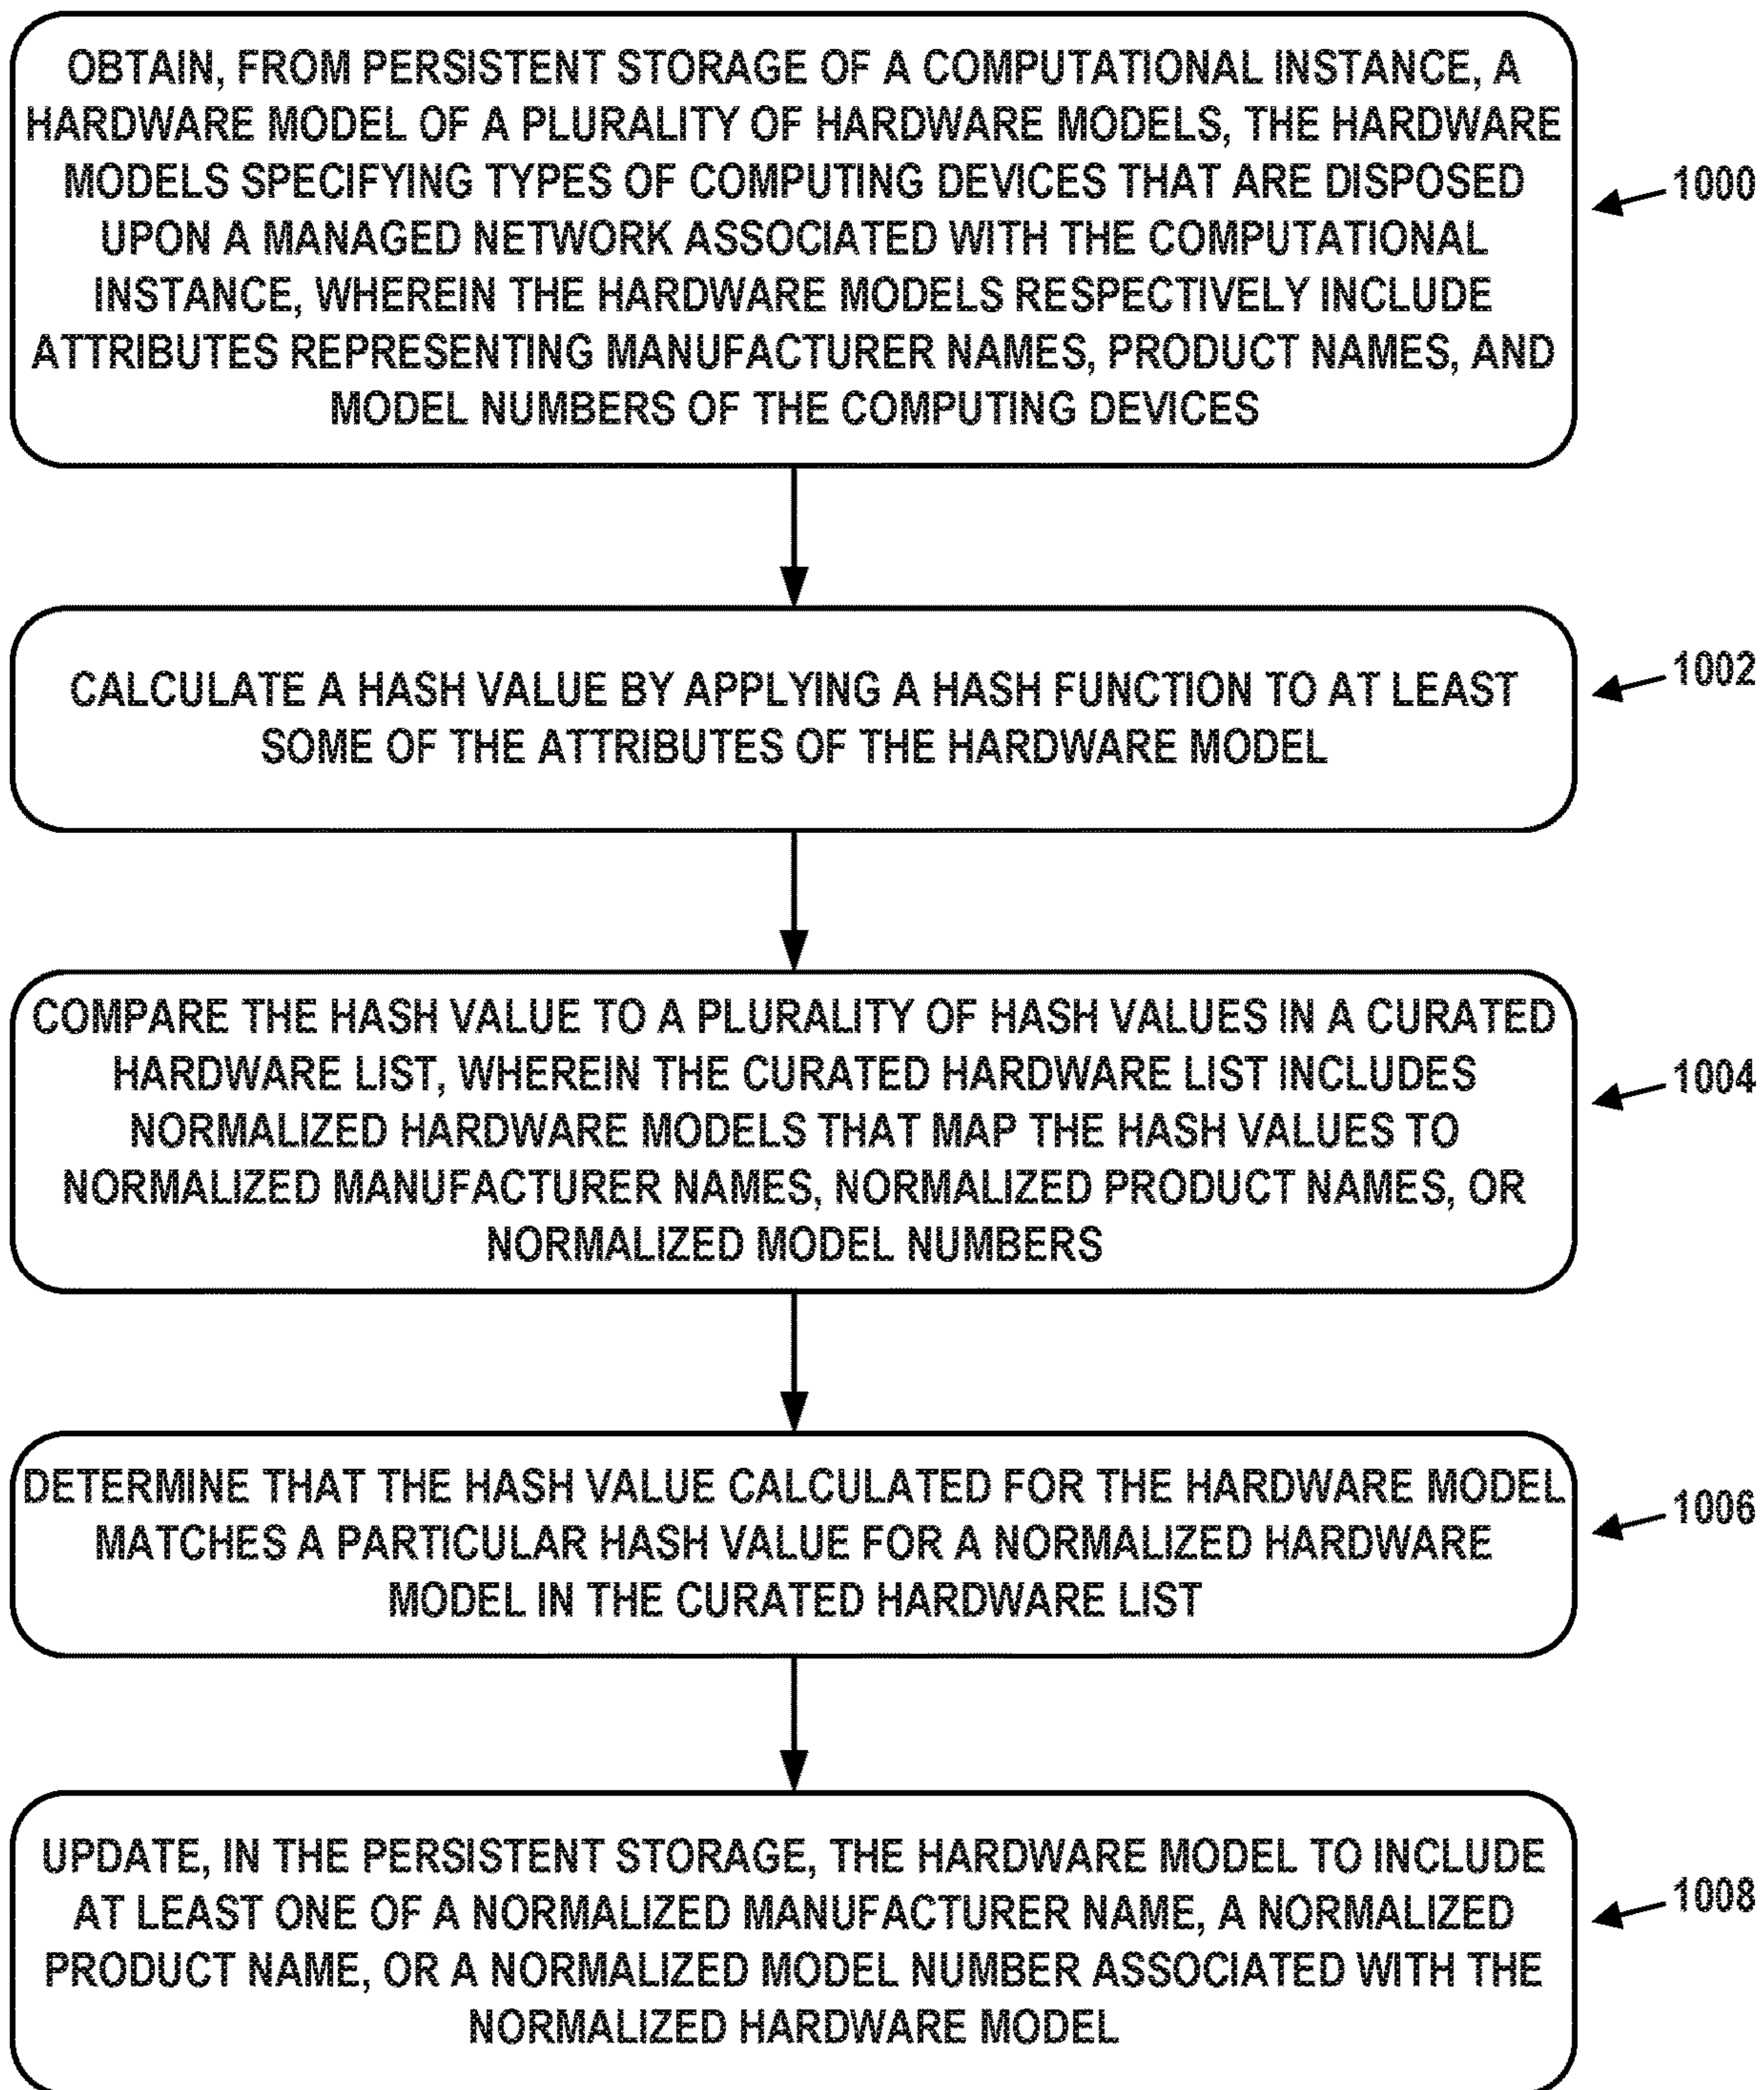 OBTAIN, FROM PERSISTENT STORAGE OF A COMPUTATIONAL INSTANCE, A
HARDWARE MODEL OF A PLURALITY OF HARDWARE MODELS, THE HARDWARE
MODELS SPECIFYING TYPES OF COMPUTING DEVICES THAT ARE DISPOSED
UPON A MANAGED NETWORK ASSOCIATED WITH THE COMPUTATIONAL
INSTANCE, WHEREIN THE HARDWARE MODELS RESPECTIVELY INCLUDE
ATTRIBUTES REPRESENTING MANUFACTURER NAMES, PRODUCT NAMES, AND
MODEL NUMBERS OF THE COMPUTING DEVICES
1000
CALCULATE A HASH VALUE BY APPLYING A HASH FUNCTION TO AT LEAST
SOME OF THE ATTRIBUTES OF THE HARDWARE MODEL
1002
COMPARE THE HASH VALUE TO A PLURALITY OF HASH VALUES IN A CURATED
HARDWARE LIST, WHEREIN THE CURATED HARDWARE LIST INCLUDES
NORMALIZED HARDWARE MODELS THAT MAP THE HASH VALUES TO
NORMALIZED MANUFACTURER NAMES, NORMALIZED PRODUCT NAMES, OR
NORMALIZED MODEL NUMBERS
1004
DETERMINE THAT THE HASH VALUE CALCULATED FOR THE HARDWARE MODEL
MATCHES A PARTICULAR HASH VALUE FOR A NORMALIZED HARDWARE
MODEL IN THE CURATED HARDWARE LIST
1006
UPDATE, IN THE PERSISTENT STORAGE, THE HARDWARE MODEL TO INCLUDE
AT LEAST ONE OF A NORMALIZED MANUFACTURER NAME, A NORMALIZED
PRODUCT NAME, OR A NORMALIZED MODEL NUMBER ASSOCIATED WITH THE
NORMALIZED HARDWARE MODEL
1008